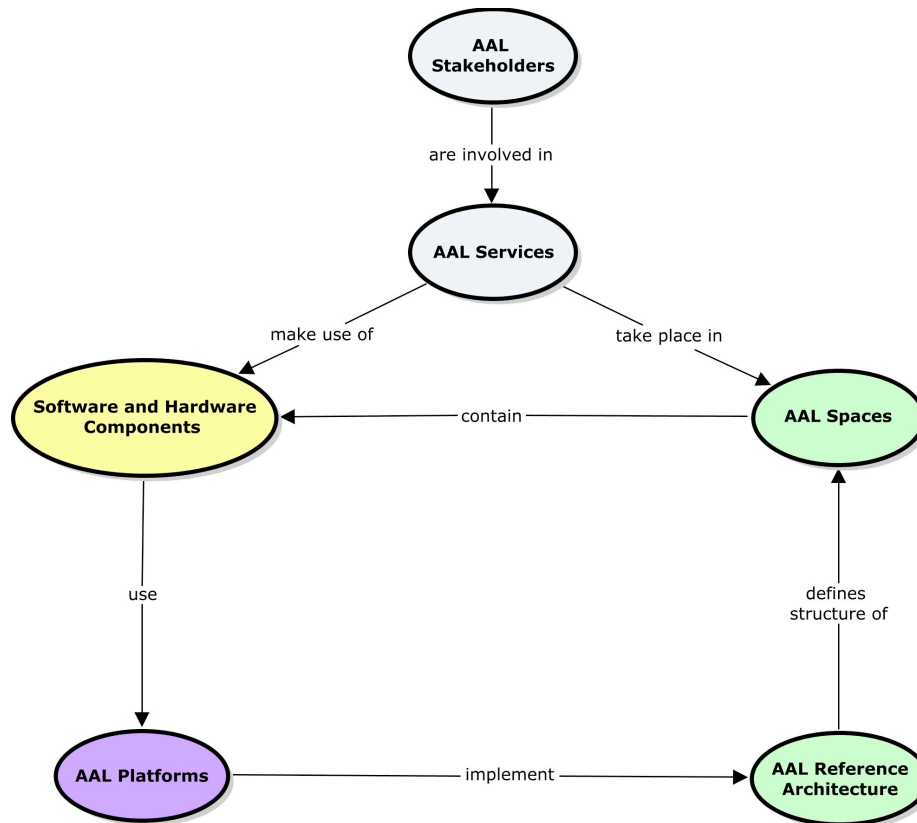 AAL
Stakeholders
are involved in
AAL Services
make use of
take place in
Software and Hardware
Components
contain
AAL Spaces
use
defines
structure of
AAL Platforms
implement
AAL Reference
Architecture